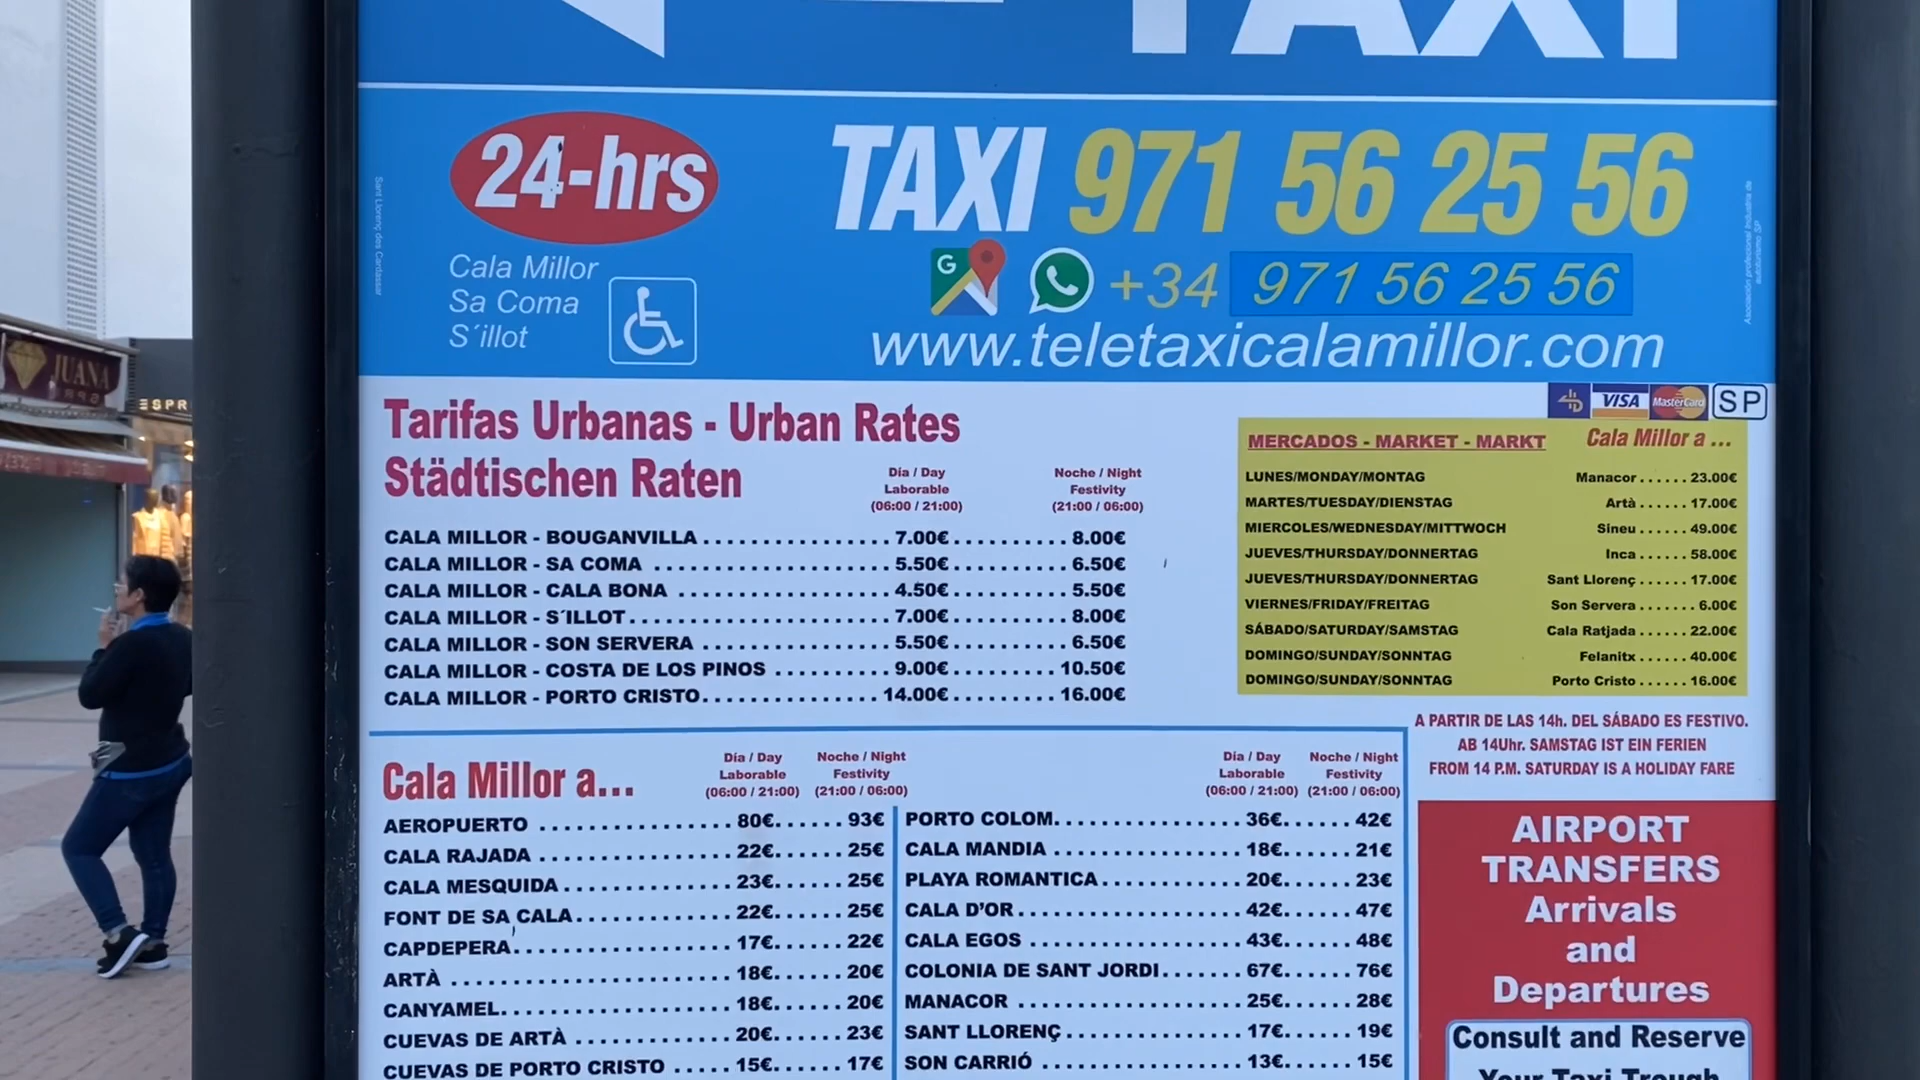 TAXI
24-hrs
TAXI 971 56 25 56
Cala Millor
Sa Coma
S´illot
G
+34 971 56 25 56
www.teletaxicalamillor.com
Sant Llorenç des Cardassar
JUANA
ESPR
VISA MasterCard SP
Tarifas Urbanas - Urban Rates
Städtischen Raten
Día / Day Noche / Night
Laborable Festivity
(06:00 / 21:00) (21:00 / 06:00)
CALA MILLOR - BOUGANVILLA.....................7.00€...........8.00€
CALA MILLOR - SA COMA .....................5.50€...........6.50€
CALA MILLOR - CALA BONA ...................4.50€...........5.50€
CALA MILLOR - S´ILLOT.......................7.00€...........8.00€
CALA MILLOR - SON SERVERA .................5.50€...........6.50€
CALA MILLOR - COSTA DE LOS PINOS ..........9.00€..........10.50€
CALA MILLOR - PORTO CRISTO...............14.00€..........16.00€
MERCADOS - MARKET - MARKT Cala Millor a ...
LUNES/MONDAY/MONTAG Manacor......23.00€
MARTES/TUESDAY/DIENSTAG Artà......17.00€
MIERCOLES/WEDNESDAY/MITTWOCH Sineu......49.00€
JUEVES/THURSDAY/DONNERTAG Inca......58.00€
JUEVES/THURSDAY/DONNERTAG Sant Llorenç......17.00€
VIERNES/FRIDAY/FREITAG Son Servera.......6.00€
SÁBADO/SATURDAY/SAMSTAG Cala Ratjada......22.00€
DOMINGO/SUNDAY/SONNTAG Felanitx......40.00€
DOMINGO/SUNDAY/SONNTAG Porto Cristo......16.00€
A PARTIR DE LAS 14h. DEL SÁBADO ES FESTIVO.
AB 14Uhr. SAMSTAG IST EIN FERIEN
FROM 14 P.M. SATURDAY IS A HOLIDAY FARE
Cala Millor a...
Día / Day Noche / Night
Laborable Festivity
(06:00 / 21:00) (21:00 / 06:00)
AEROPUERTO .................80€......93€
CALA RAJADA .................22€......25€
CALA MESQUIDA...............23€......25€
FONT DE SA CALA..............22€......25€
CAPDEPERA...................17€......22€
ARTÀ ........................18€......20€
CANYAMEL....................18€......20€
CUEVAS DE ARTÀ ..............20€......23€
CUEVAS DE PORTO CRISTO .....15€......17€
Día / Day Noche / Night
Laborable Festivity
(06:00 / 21:00) (21:00 / 06:00)
PORTO COLOM.................36€......42€
CALA MANDIA .................18€......21€
PLAYA ROMANTICA.............20€......23€
CALA D'OR....................42€......47€
CALA EGOS ...................43€......48€
COLONIA DE SANT JORDI.......67€......76€
MANACOR ....................25€......28€
SANT LLORENÇ................17€......19€
SON CARRIÓ ..................13€......15€
AIRPORT
TRANSFERS
Arrivals
and
Departures
Consult and Reserve
Your Taxi Trough